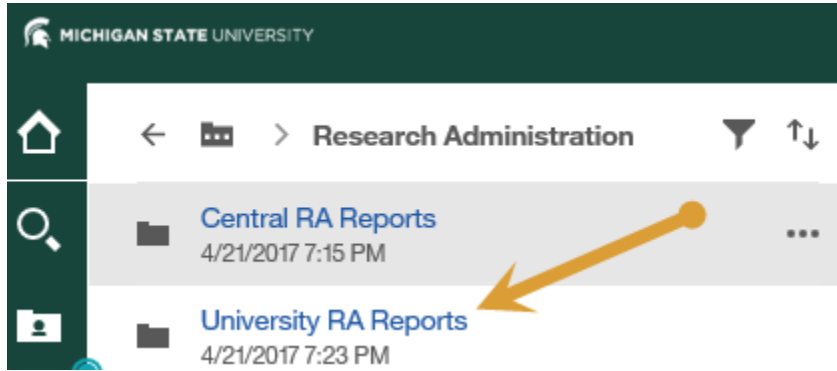 MICHIGAN STATE UNIVERSITY
Research Administration
Central RA Reports
4/21/2017 7:15 PM
University RA Reports
4/21/2017 7:23 PM